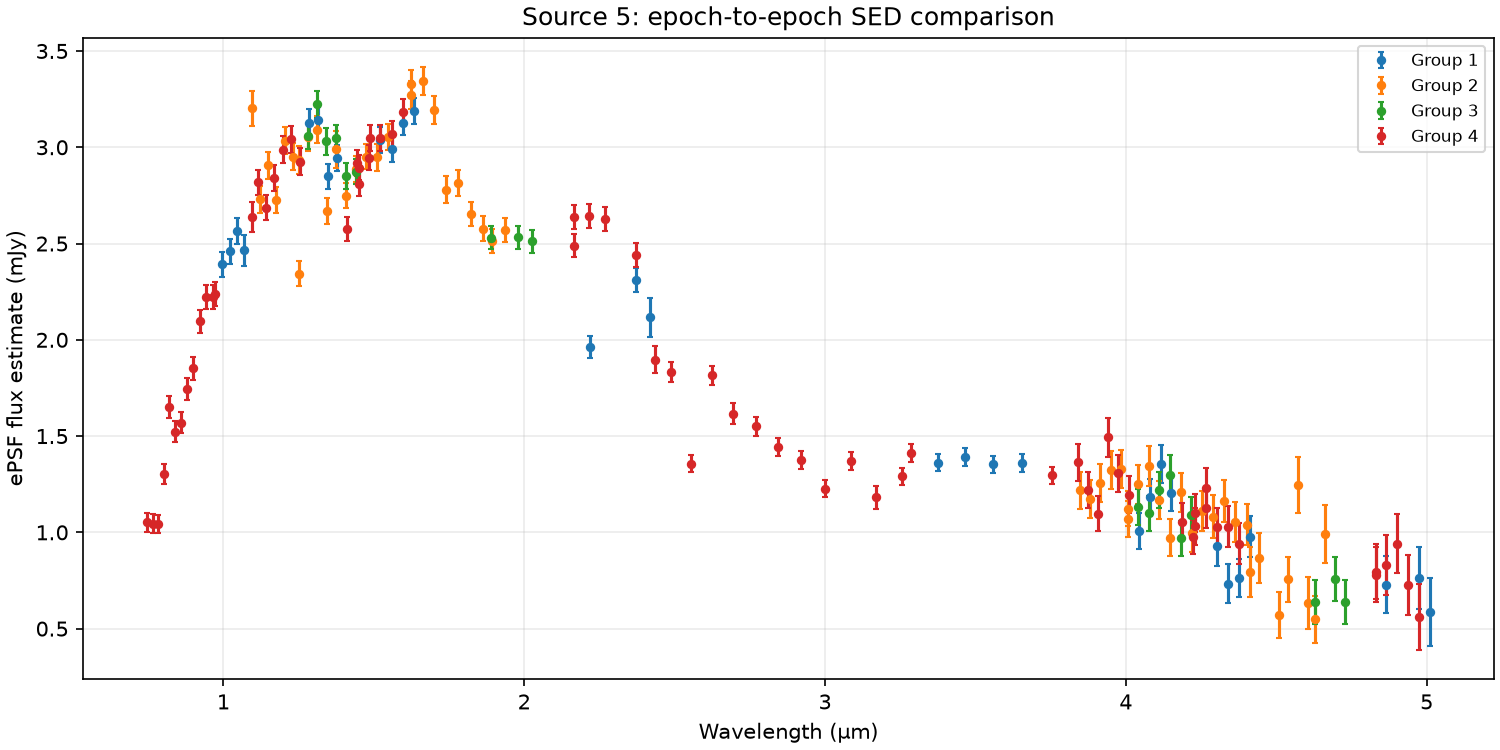 Source 5: epoch-to-epoch SED comparison
ePSF flux estimate (mJy)
3.5
3.0
2.5
2.0
1.5
1.0
0.5
Group 1
Group 2
Group 3
Group 4
1 2 3 4 5
Wavelength (μm)